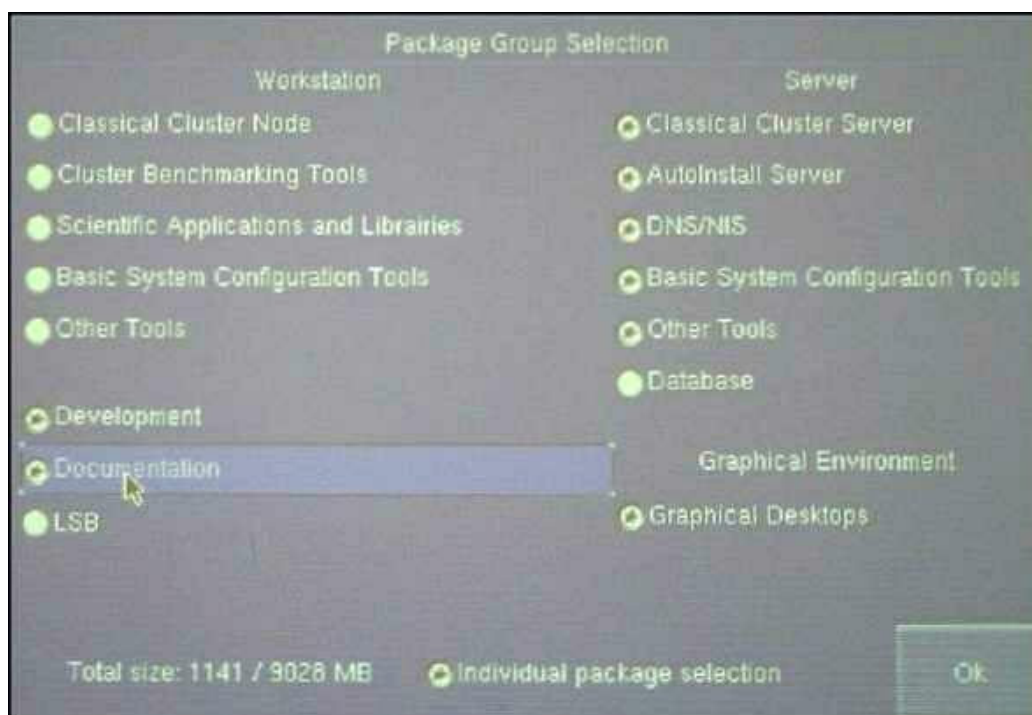 Package Group Selection
Workstation
Classical Cluster Node
Cluster Benchmarking Tools
Scientific Applications and Librairies
Basic System Configuration Tools
Other Tools
Development
Documentation
LSB
Server
Classical Cluster Server
AutoInstall Server
DNS/NIS
Basic System Configuration Tools
Other Tools
Database
Graphical Environment
Graphical Desktops
Total size: 1141 / 9028 MB
Individual package selection
Ok